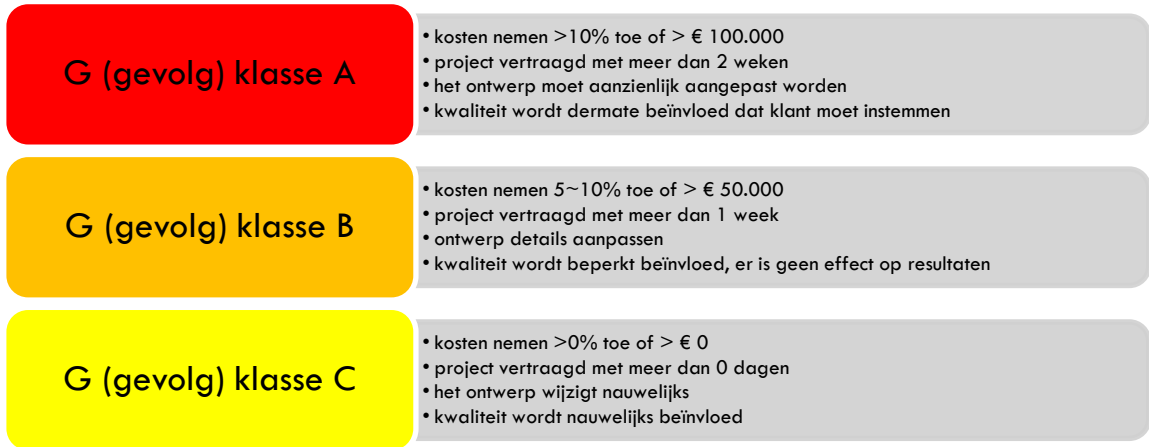 G (gevolg) klasse A
• kosten nemen >10% toe of > € 100.000
• project vertraagd met meer dan 2 weken
• het ontwerp moet aanzienlijk aangepast worden
• kwaliteit wordt dermate beïnvloed dat klant moet instemmen
G (gevolg) klasse B
• kosten nemen 5~10% toe of > € 50.000
• project vertraagd met meer dan 1 week
• ontwerp details aanpassen
• kwaliteit wordt beperkt beïnvloed, er is geen effect op resultaten
G (gevolg) klasse C
• kosten nemen >0% toe of > € 0
• project vertraagd met meer dan 0 dagen
• het ontwerp wijzigt nauwelijks
• kwaliteit wordt nauwelijks beïnvloed